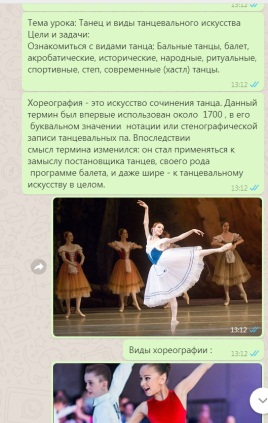 13:12
Тема урока: Танец и виды танцевального искусства
Цели и задачи:
Ознакомиться с видами танца; Бальные танцы, балет,
акробатические, исторические, народные, ритуальные,
спортивные, степ, современные (хастл) танцы.
13:12
Хореография - это искусство сочинения танца. Данный
термин был впервые использован около 1700 , в его
буквальном значении нотации или стенографической
записи танцевальных па. Впоследствии
смысл термина изменился: он стал применяться к
замыслу постановщика танцев, своего рода
программе балета, и даже шире - к танцевальному
искусству в целом.
13:12
13:12
Виды хореографии :
13:12